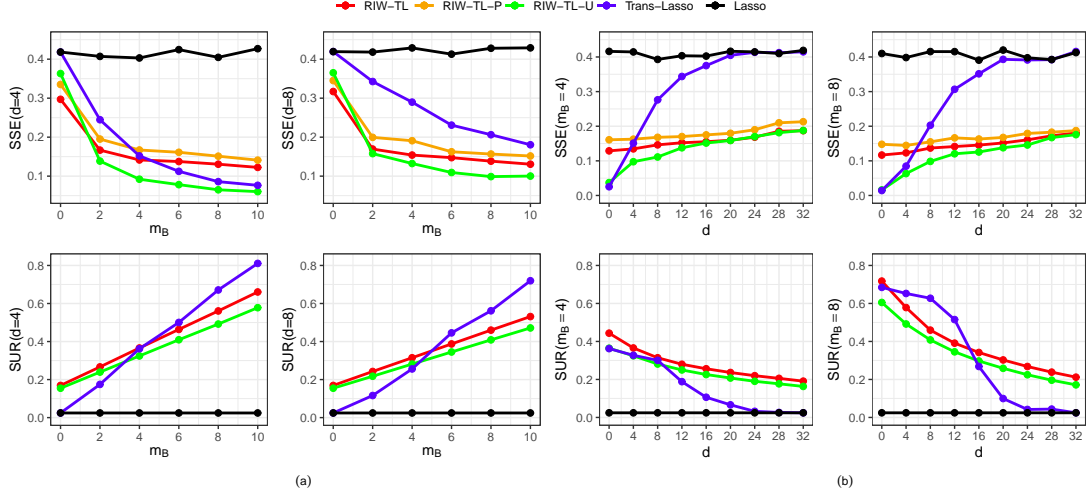 RIW−TL RIW−TL−P RIW−TL−U Trans−Lasso Lasso
SSE(d=4)
0.4
0.3
0.2
0.1
0 2 4 6 8 10
m_B
SSE(d=8)
0.4
0.3
0.2
0.1
0 2 4 6 8 10
m_B
SSE(m_B = 4)
0.4
0.3
0.2
0.1
0.0
0 4 8 12 16 20 24 28 32
d
SSE(m_B = 8)
0.4
0.3
0.2
0.1
0.0
0 4 8 12 16 20 24 28 32
d
SUR(d=4)
0.8
0.6
0.4
0.2
0.0
0 2 4 6 8 10
m_B
SUR(d=8)
0.8
0.6
0.4
0.2
0.0
0 2 4 6 8 10
m_B
SUR(m_B = 4)
0.8
0.6
0.4
0.2
0.0
0 4 8 12 16 20 24 28 32
d
SUR(m_B = 8)
0.8
0.6
0.4
0.2
0.0
0 4 8 12 16 20 24 28 32
d
(a) (b)